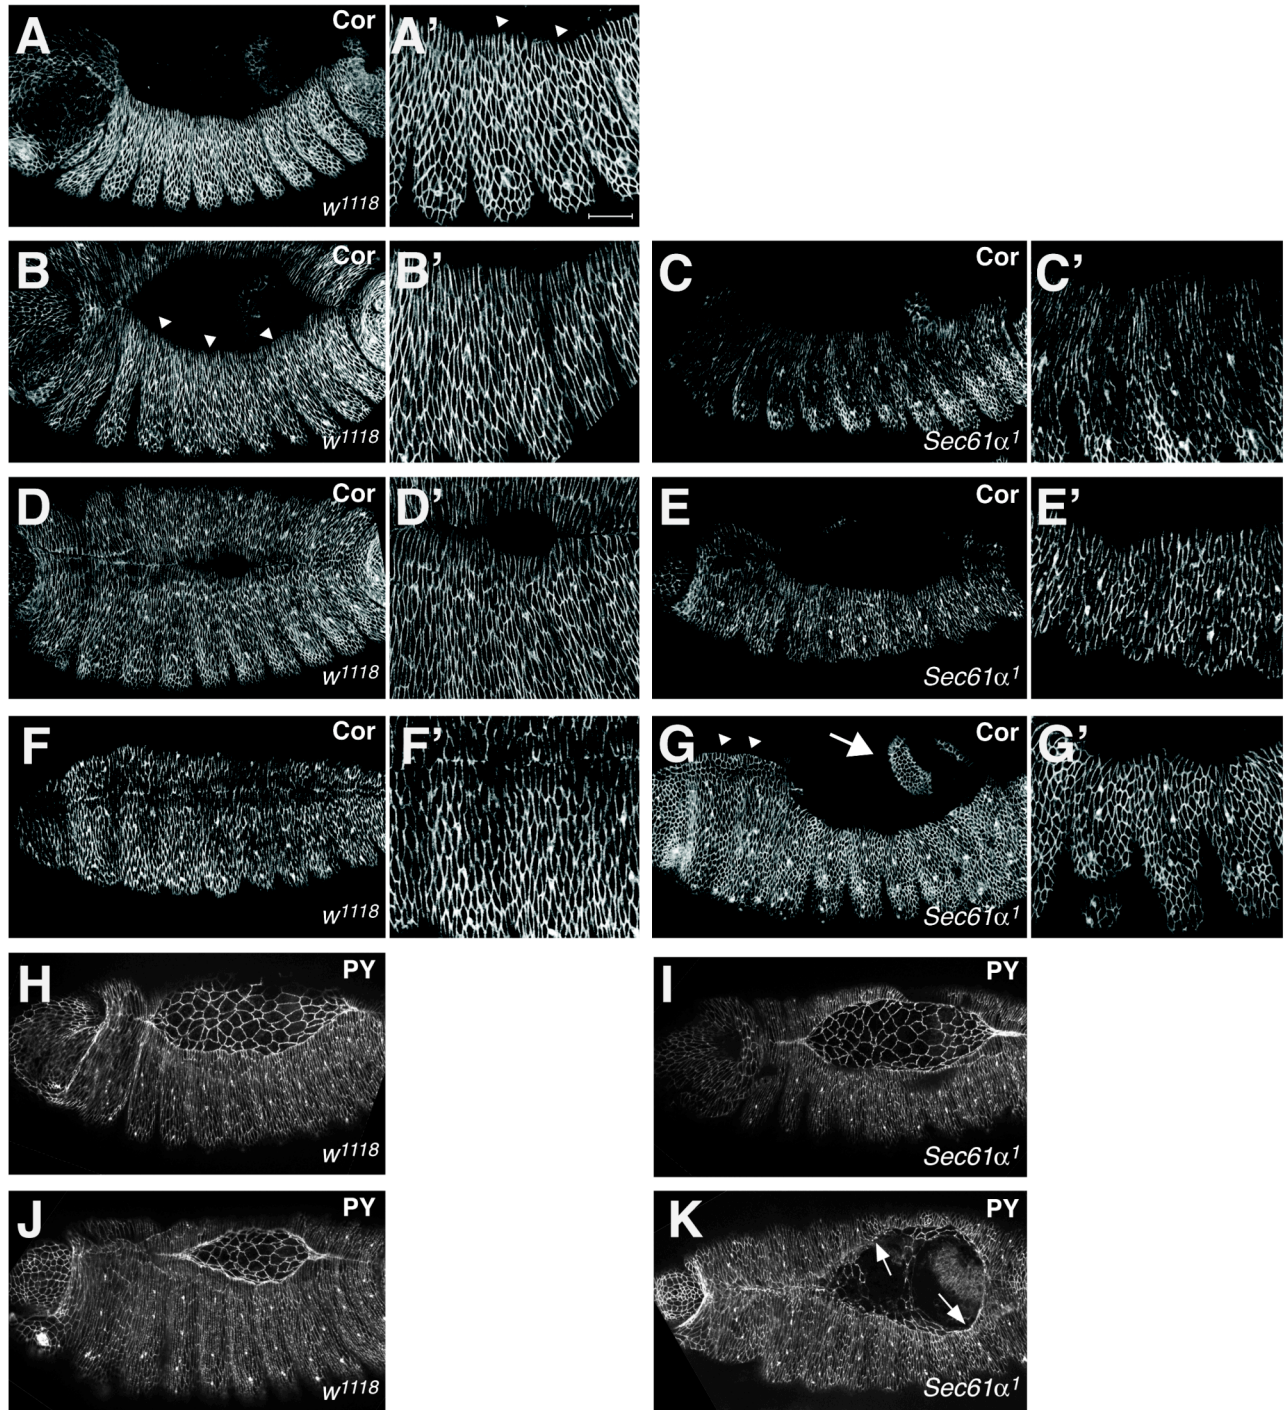 A Cor w1118
A'
B Cor w1118
B'
C Cor Sec61α1
C'
D Cor w1118
D'
E Cor Sec61α1
E'
F Cor w1118
F'
G Cor Sec61α1
G'
H PY w1118
I PY Sec61α1
J PY w1118
K PY Sec61α1